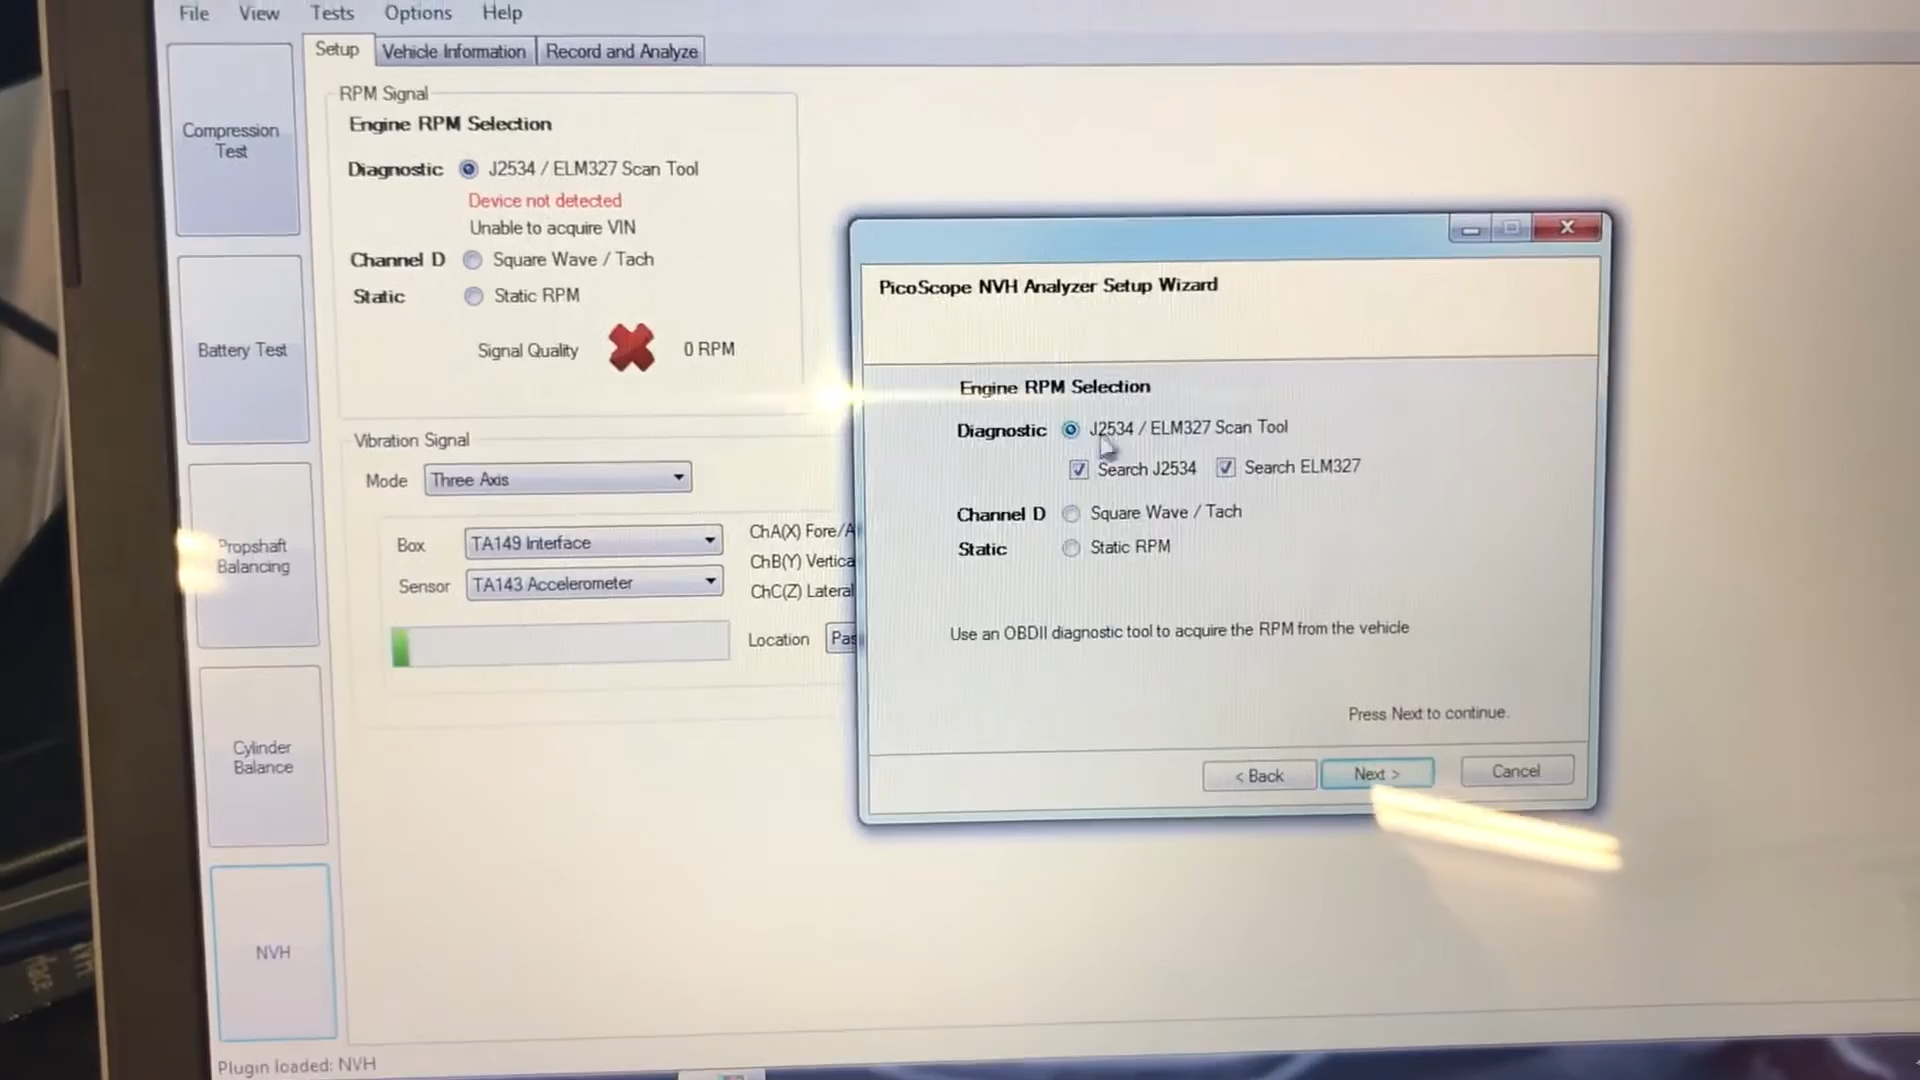 File View Tests Options Help
Setup Vehicle Information Record and Analyze
Compression
Test
Battery Test
Propshaft
Balancing
Cylinder
Balance
NVH
RPM Signal
Engine RPM Selection
Diagnostic J2534 / ELM327 Scan Tool
Device not detected
Unable to acquire VIN
Channel D Square Wave / Tach
Static Static RPM
Signal Quality 0 RPM
Vibration Signal
Mode Three Axis
Box TA149 Interface
Sensor TA143 Accelerometer
ChA(X) Fore/A
ChB(Y) Vertica
ChC(Z) Lateral
Location Pas
PicoScope NVH Analyzer Setup Wizard
Engine RPM Selection
Diagnostic J2534 / ELM327 Scan Tool
Search J2534 Search ELM327
Channel D Square Wave / Tach
Static Static RPM
Use an OBDII diagnostic tool to acquire the RPM from the vehicle
Press Next to continue.
< Back Next > Cancel
Plugin loaded: NVH
NVH
rface